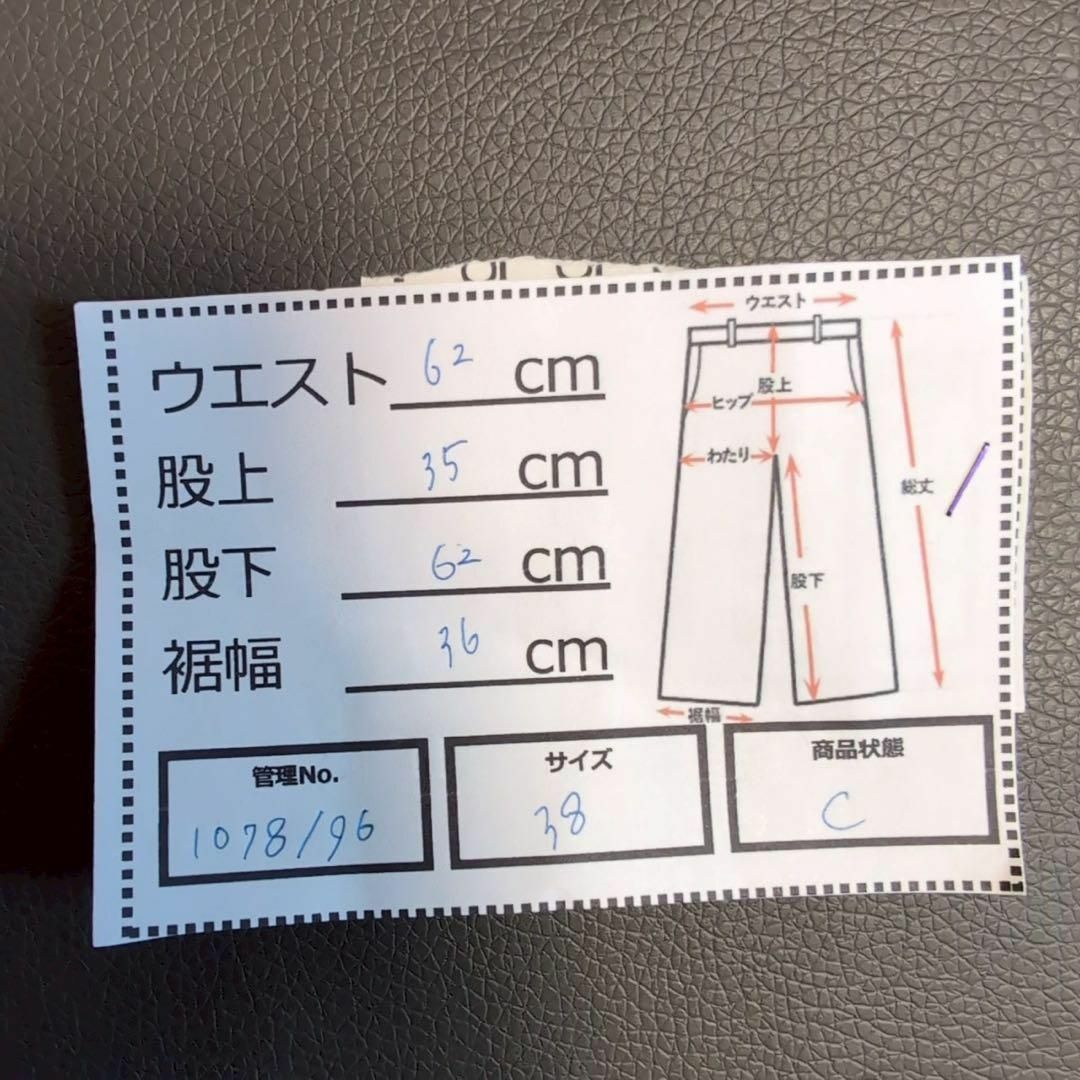 ウエスト 62 cm
股上 35 cm
股下 62 cm
裾幅 36 cm
ウエスト
股上
ヒップ
わたり
総丈
股下
裾幅
管理No.
1078/96
サイズ
38
商品状態
C